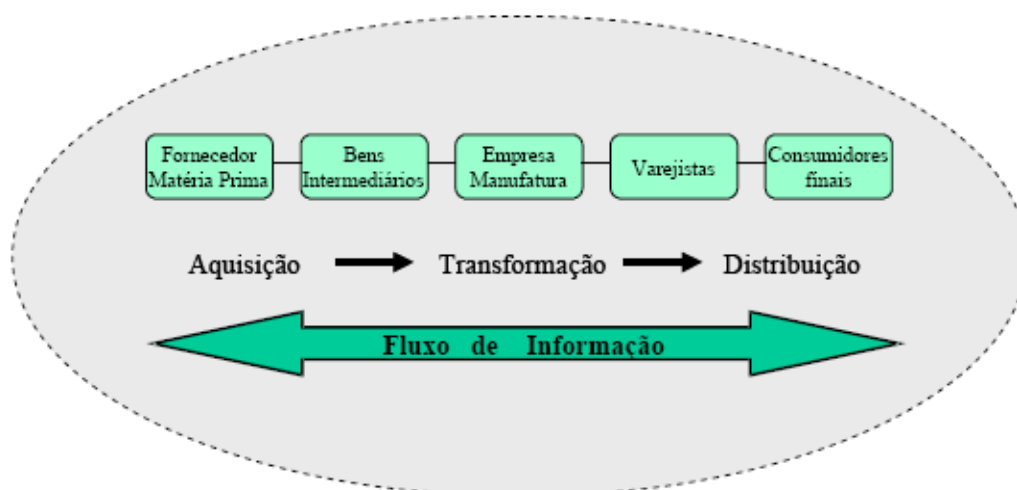 Fornecedor
Matéria Prima
Bens
Intermediários
Empresa
Manufatura
Varejistas
Consumidores
finais
Aquisição
Transformação
Distribuição
Fluxo de Informação